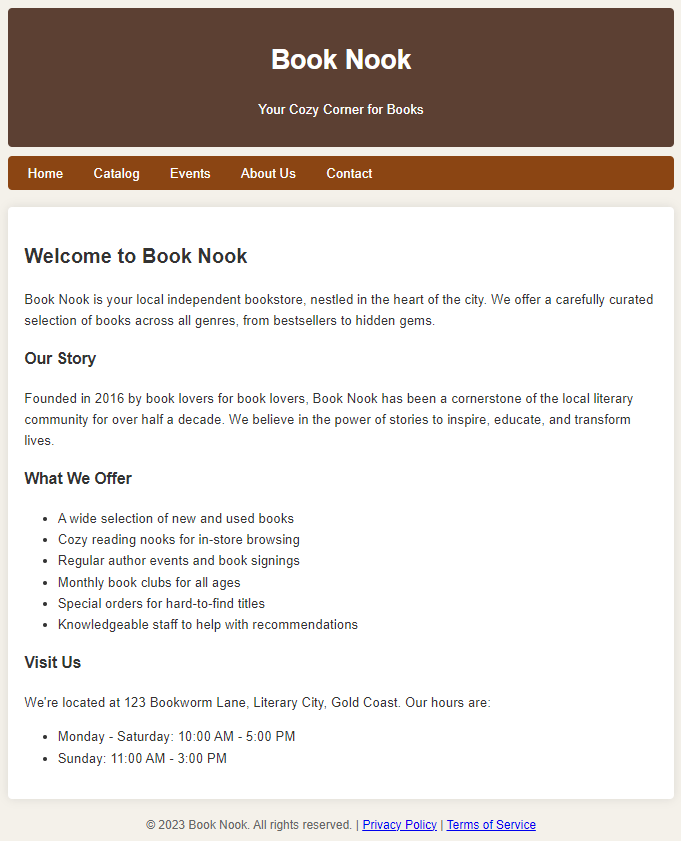 Book Nook
Your Cozy Corner for Books
Home Catalog Events About Us Contact
Welcome to Book Nook
Book Nook is your local independent bookstore, nestled in the heart of the city. We offer a carefully curated
selection of books across all genres, from bestsellers to hidden gems.
Our Story
Founded in 2016 by book lovers for book lovers, Book Nook has been a cornerstone of the local literary
community for over half a decade. We believe in the power of stories to inspire, educate, and transform
lives.
What We Offer
• A wide selection of new and used books
• Cozy reading nooks for in-store browsing
• Regular author events and book signings
• Monthly book clubs for all ages
• Special orders for hard-to-find titles
• Knowledgeable staff to help with recommendations
Visit Us
We're located at 123 Bookworm Lane, Literary City, Gold Coast. Our hours are:
• Monday - Saturday: 10:00 AM - 5:00 PM
• Sunday: 11:00 AM - 3:00 PM
© 2023 Book Nook. All rights reserved. | Privacy Policy | Terms of Service